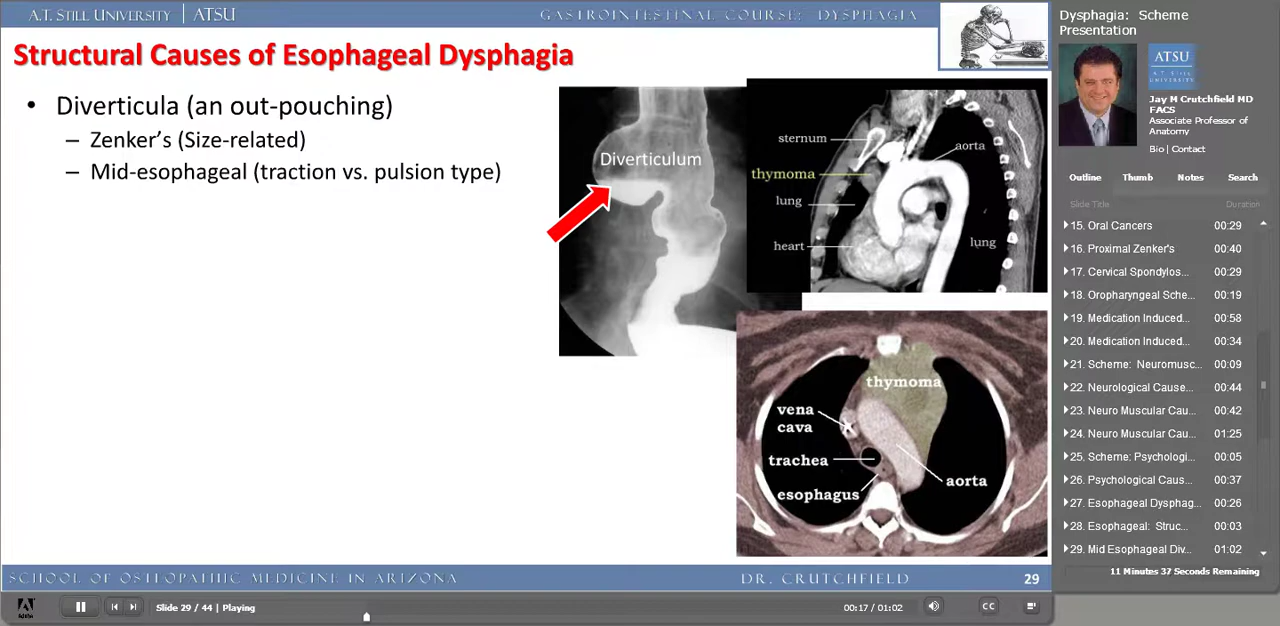 A.T. STILL UNIVERSITY | ATSU
GASTROINTESTINAL COURSE: DYSPHAGIA
Structural Causes of Esophageal Dysphagia
• Diverticula (an out-pouching)
– Zenker's (Size-related)
– Mid-esophageal (traction vs. pulsion type)
Diverticulum
sternum
aorta
thymoma
lung
heart
lung
thymoma
vena
cava
trachea
esophagus
aorta
SCHOOL OF OSTEOPATHIC MEDICINE IN ARIZONA
DR. CRUTCHFIELD
29
Adobe
Slide 29 / 44 | Playing
00:17 / 01:02
CC
Dysphagia: Scheme
Presentation
ATSU
A.T. STILL
UNIVERSITY
Jay M Crutchfield MD
FACS
Associate Professor of
Anatomy
Bio | Contact
Outline Thumb Notes Search
Slide Title Duration
15. Oral Cancers 00:29
16. Proximal Zenker's 00:40
17. Cervical Spondylos... 00:29
18. Oropharyngeal Sche... 00:19
19. Medication Induced... 00:58
20. Medication Induced... 00:34
21. Scheme: Neuromusc... 00:09
22. Neurological Cause... 00:44
23. Neuro Muscular Cau... 00:42
24. Neuro Muscular Cau... 01:25
25. Scheme: Psychologi... 00:05
26. Psychological Caus... 00:37
27. Esophageal Dysphag... 00:26
28. Esophageal: Struc... 00:03
29. Mid Esophageal Div... 01:02
11 Minutes 37 Seconds Remaining